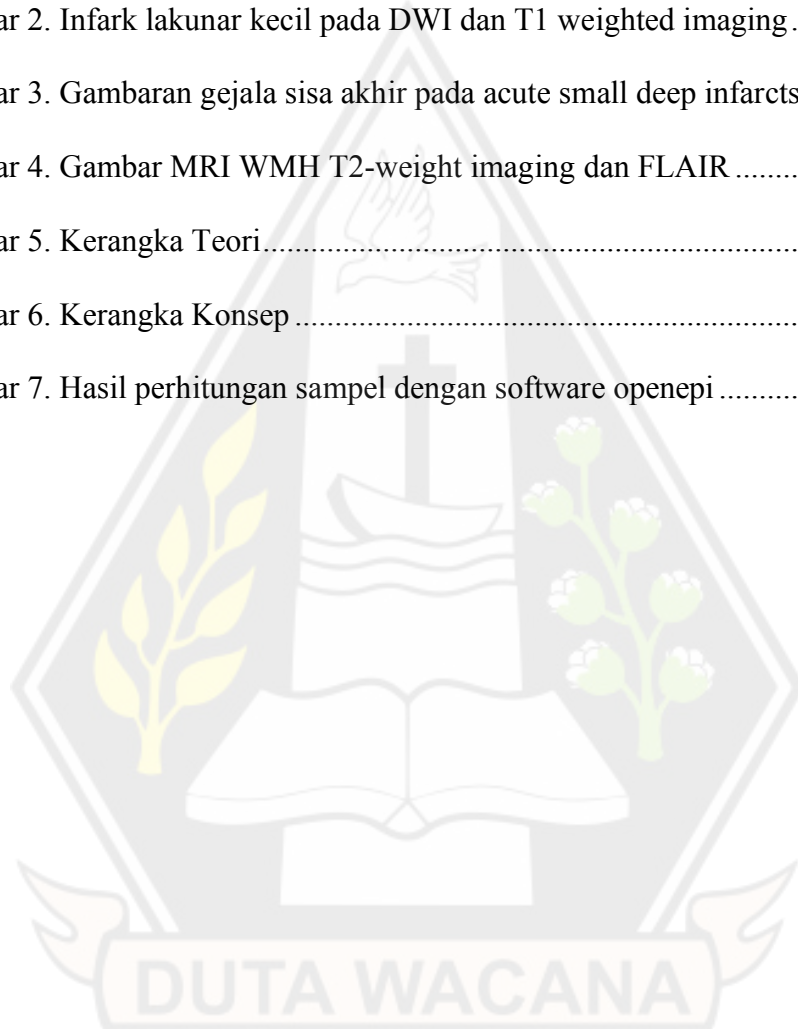 ar 2. Infark lakunar kecil pada DWI dan T1 weighted imaging.
ar 3. Gambaran gejala sisa akhir pada acute small deep infarcts
ar 4. Gambar MRI WMH T2-weight imaging dan FLAIR ........
ar 5. Kerangka Teori..................................................................
ar 6. Kerangka Konsep ..............................................................
ar 7. Hasil perhitungan sampel dengan software openepi ..........
DUTA WACANA